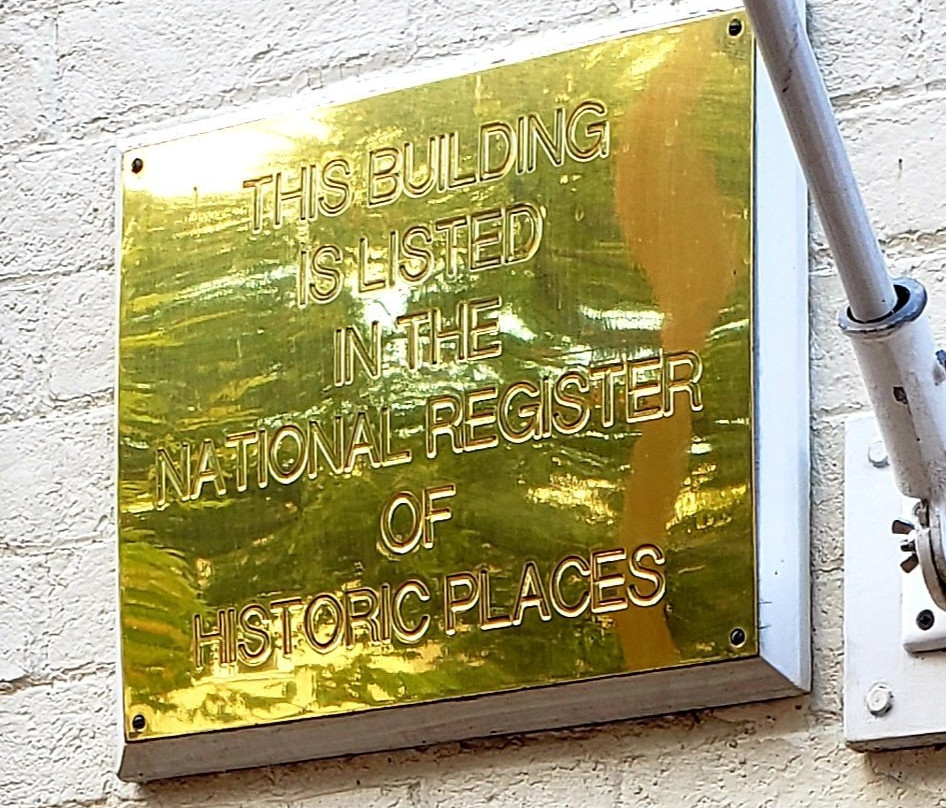 THIS BUILDING
IS LISTED
IN THE
NATIONAL REGISTER
OF
HISTORIC PLACES